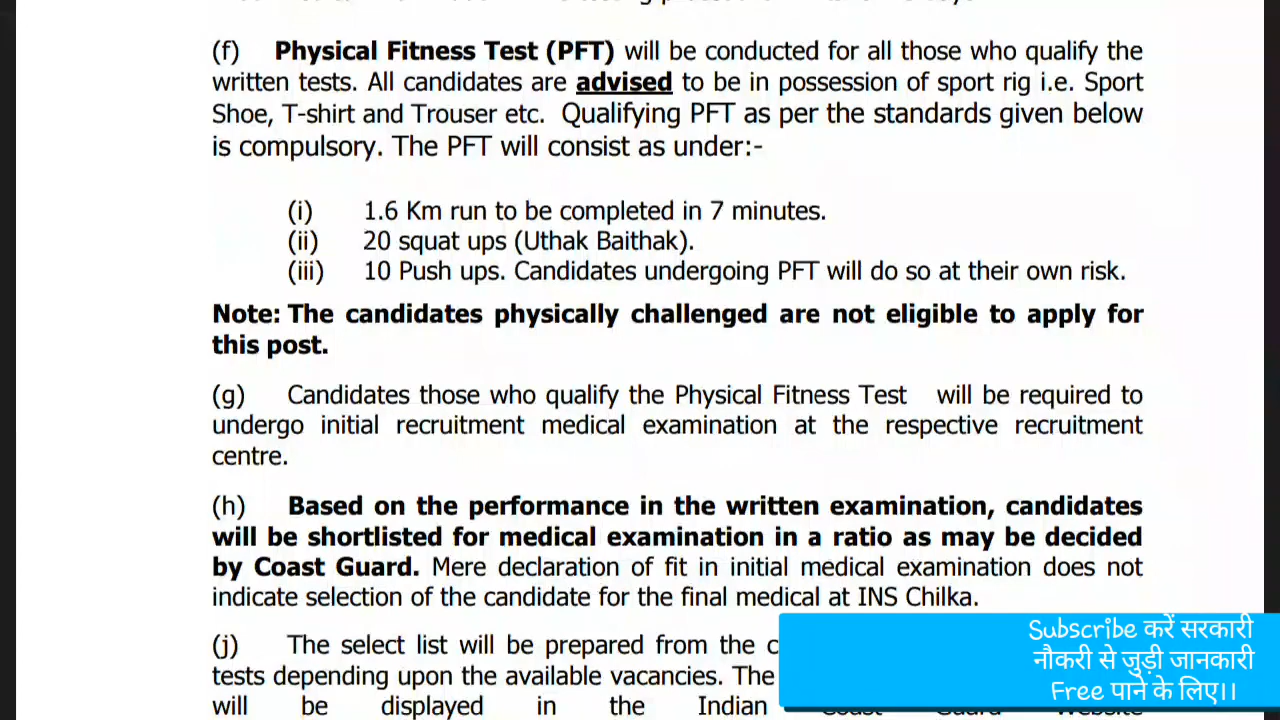 (f) Physical Fitness Test (PFT) will be conducted for all those who qualify the
written tests. All candidates are advised to be in possession of sport rig i.e. Sport
Shoe, T-shirt and Trouser etc. Qualifying PFT as per the standards given below
is compulsory. The PFT will consist as under:-
(i) 1.6 Km run to be completed in 7 minutes.
(ii) 20 squat ups (Uthak Baithak).
(iii) 10 Push ups. Candidates undergoing PFT will do so at their own risk.
Note: The candidates physically challenged are not eligible to apply for
this post.
(g) Candidates those who qualify the Physical Fitness Test will be required to
undergo initial recruitment medical examination at the respective recruitment
centre.
(h) Based on the performance in the written examination, candidates
will be shortlisted for medical examination in a ratio as may be decided
by Coast Guard. Mere declaration of fit in initial medical examination does not
indicate selection of the candidate for the final medical at INS Chilka.
(j) The select list will be prepared from the
tests depending upon the available vacancies. The
will be displayed in the Indian
Subscribe करें सरकारी
नौकरी से जुड़ी जानकारी
Free पाने के लिए।।